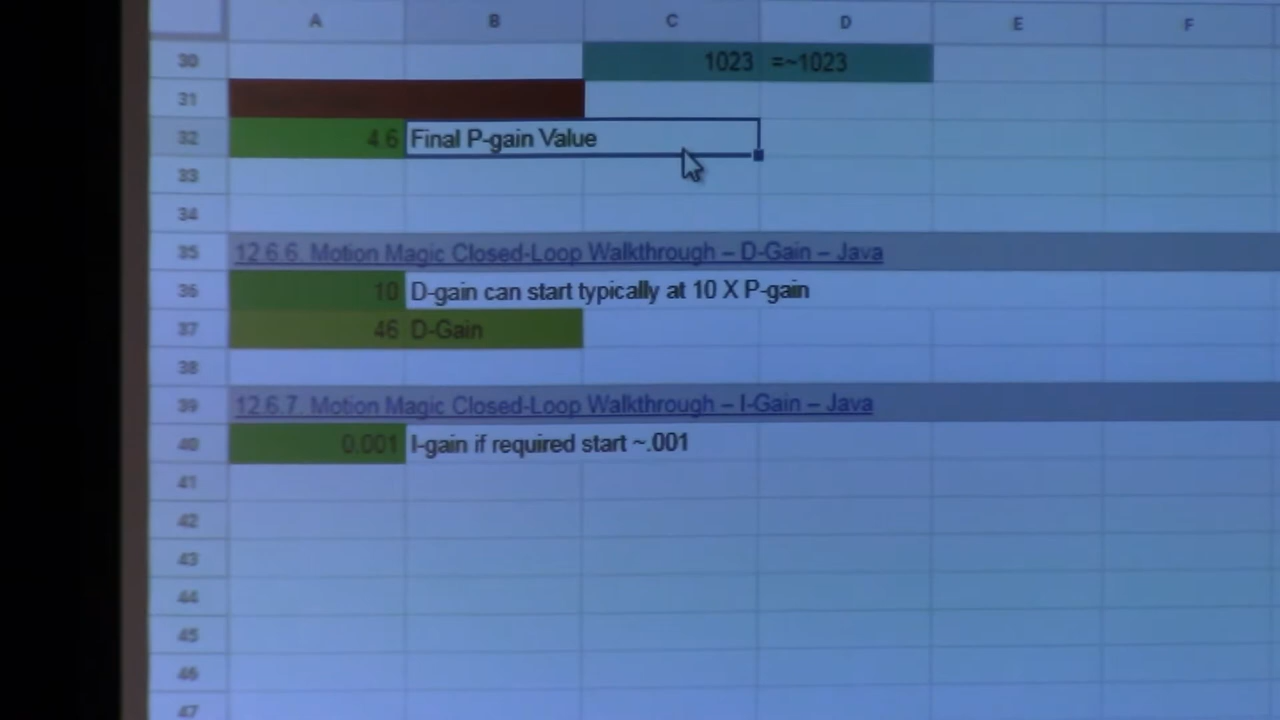 A B C D E F
30 1023 =~1023
31
32 4.6 Final P-gain Value
33
34
35 12.6.6. Motion Magic Closed-Loop Walkthrough – D-Gain – Java
36 10 D-gain can start typically at 10 X P-gain
37 46 D-Gain
38
39 12.6.7. Motion Magic Closed-Loop Walkthrough – I-Gain – Java
40 0.001 I-gain if required start ~.001
41
42
43
44
45
46
47